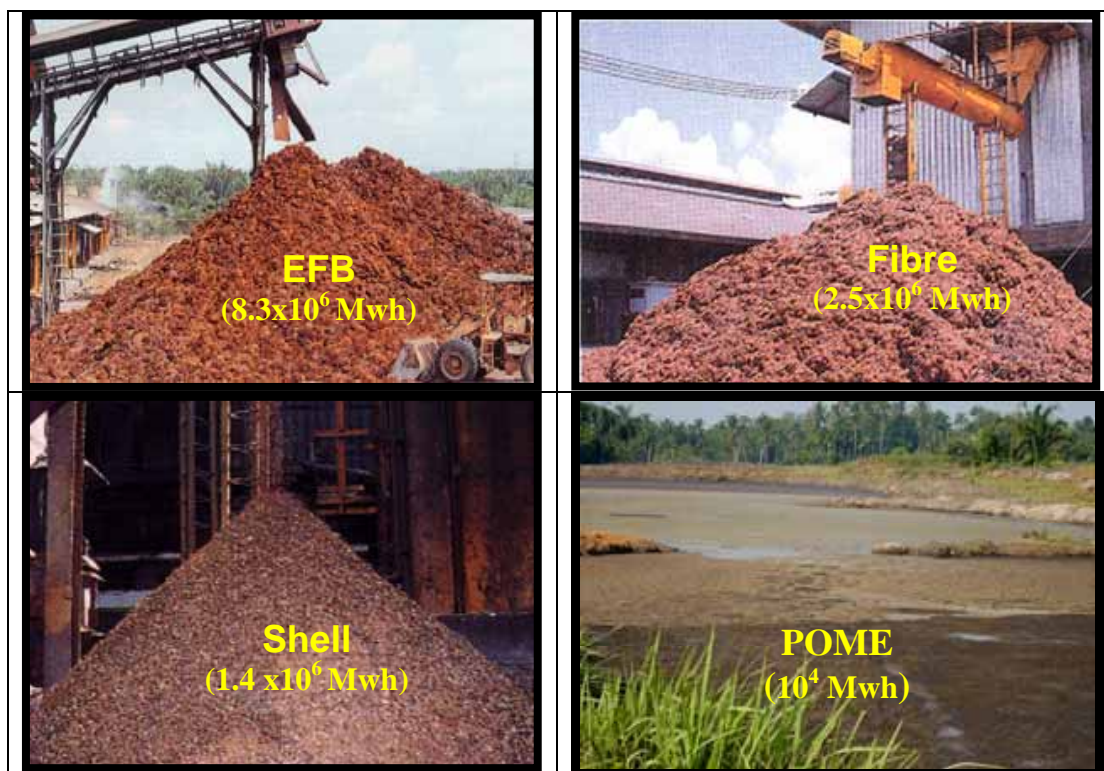 EFB
(8.3x10⁶ Mwh)
Fibre
(2.5x10⁶ Mwh)
Shell
(1.4 x10⁶ Mwh)
POME
(10⁴ Mwh)